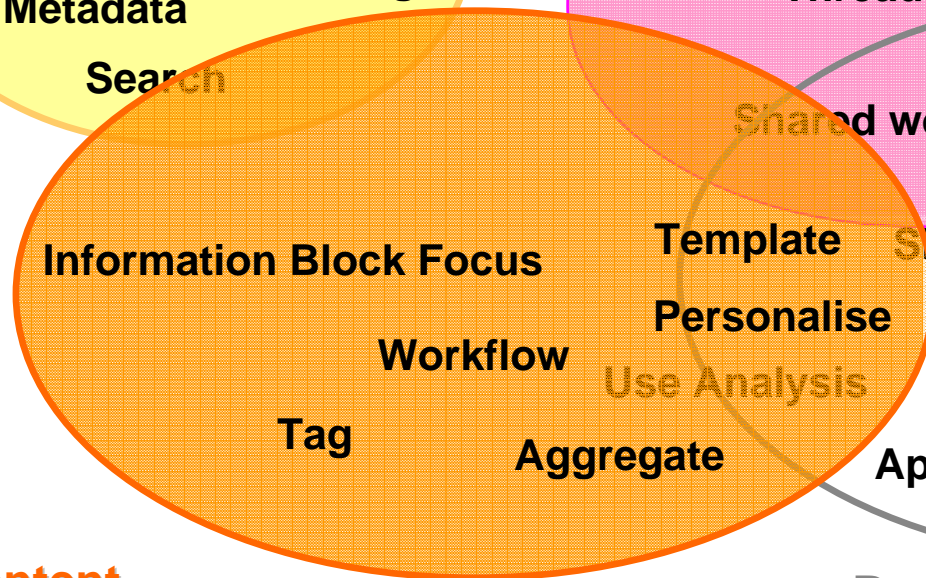 Metadata
Search
Shared
Template
Information Block Focus
Personalise
Workflow
Use Analysis
Tag
Aggregate